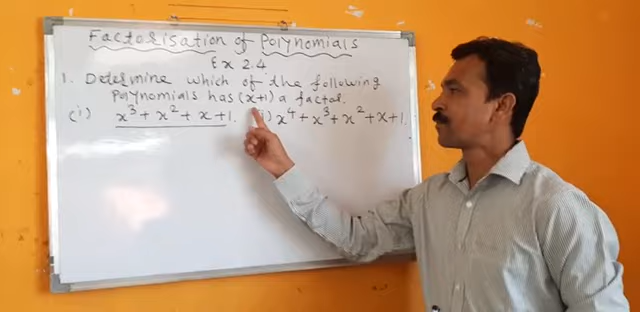 Factorisation of Polynomials
Ex 2.4
1. Determine which of the following
Polynomials has (x+1) a factor.
(i) x³ + x² + x + 1. (ii) x⁴ + x³ + x² + x + 1.